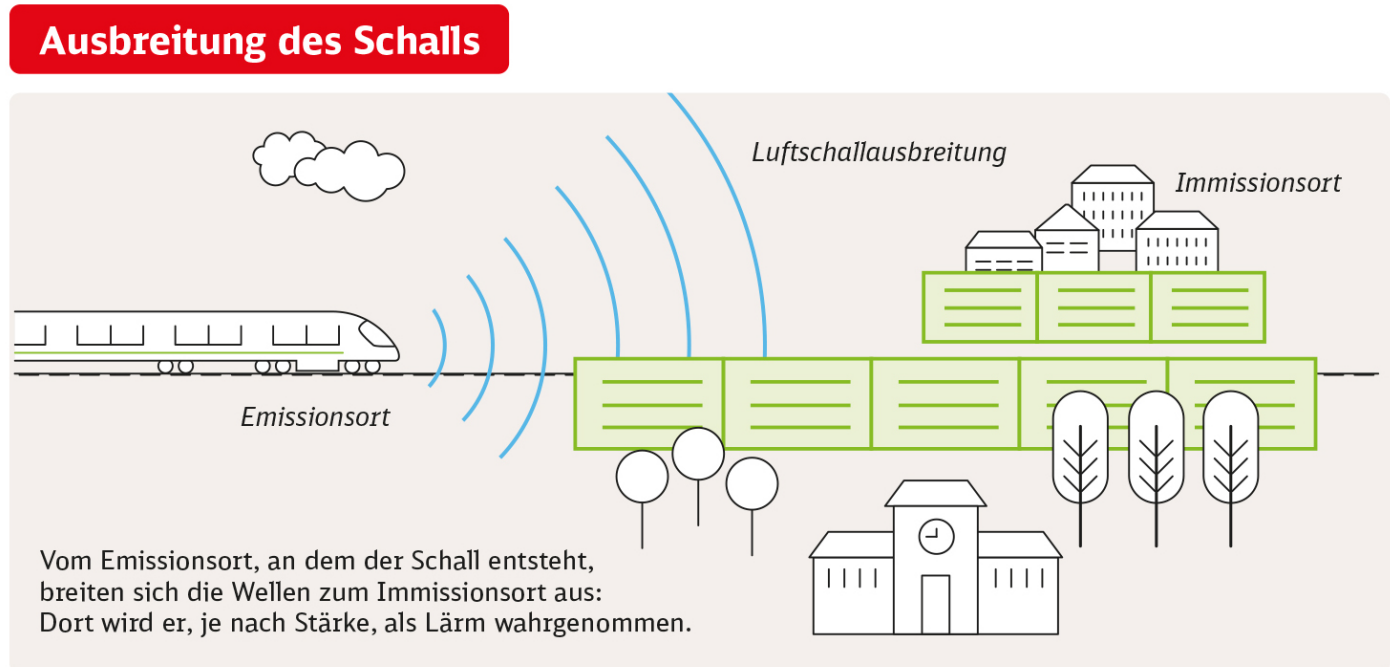 Ausbreitung des Schalls
Luftschallausbreitung
Immissionsort
Emissionsort
Vom Emissionsort, an dem der Schall entsteht,
breiten sich die Wellen zum Immissionsort aus:
Dort wird er, je nach Stärke, als Lärm wahrgenommen.